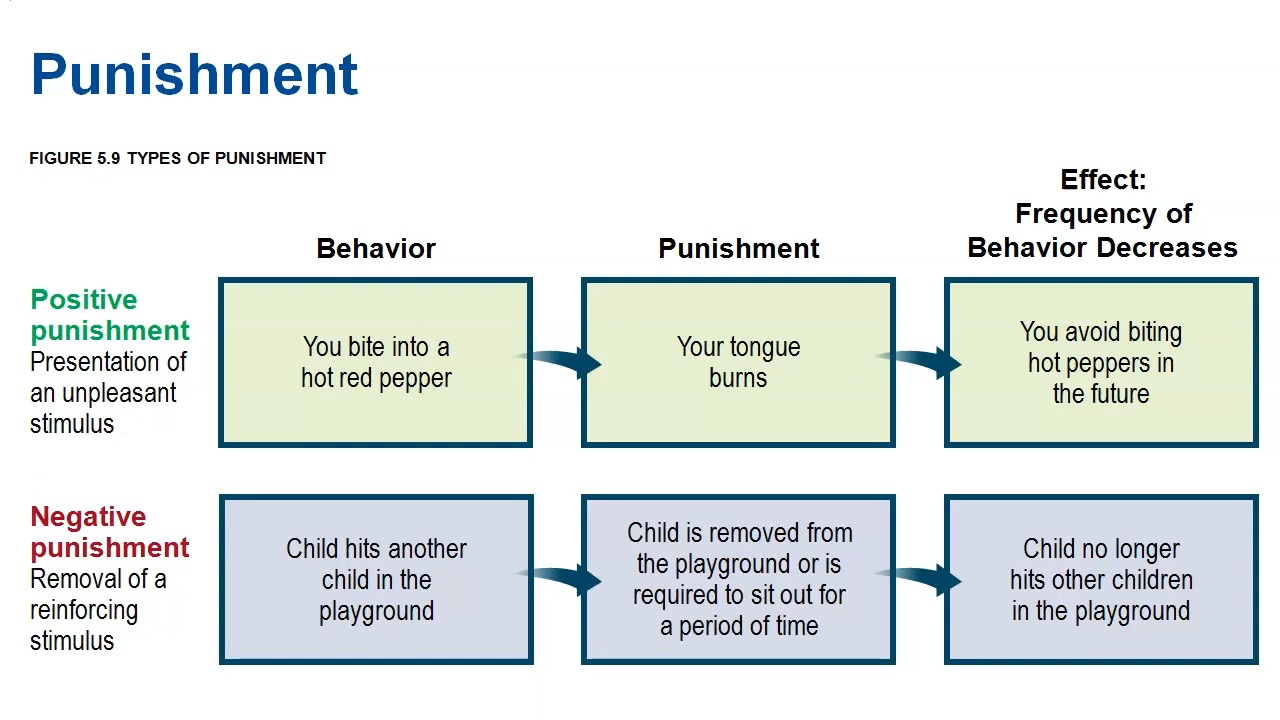 Punishment
FIGURE 5.9 TYPES OF PUNISHMENT
Behavior
Punishment
Effect:
Frequency of
Behavior Decreases
Positive
punishment
Presentation of
an unpleasant
stimulus
You bite into a
hot red pepper
Your tongue
burns
You avoid biting
hot peppers in
the future
Negative
punishment
Removal of a
reinforcing
stimulus
Child hits another
child in the
playground
Child is removed from
the playground or is
required to sit out for
a period of time
Child no longer
hits other children
in the playground